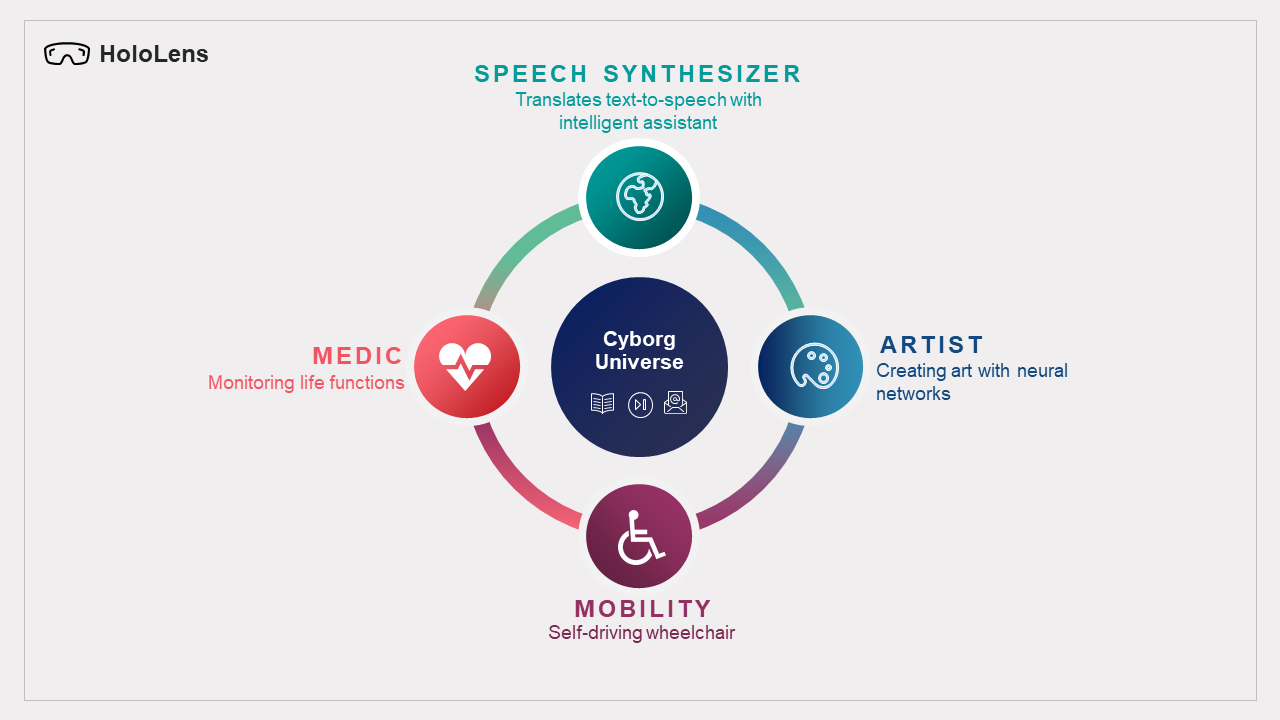 HoloLens
SPEECH SYNTHESIZER
Translates text-to-speech with
intelligent assistant
MEDIC
Monitoring life functions
Cyborg
Universe
ARTIST
Creating art with neural
networks
MOBILITY
Self-driving wheelchair